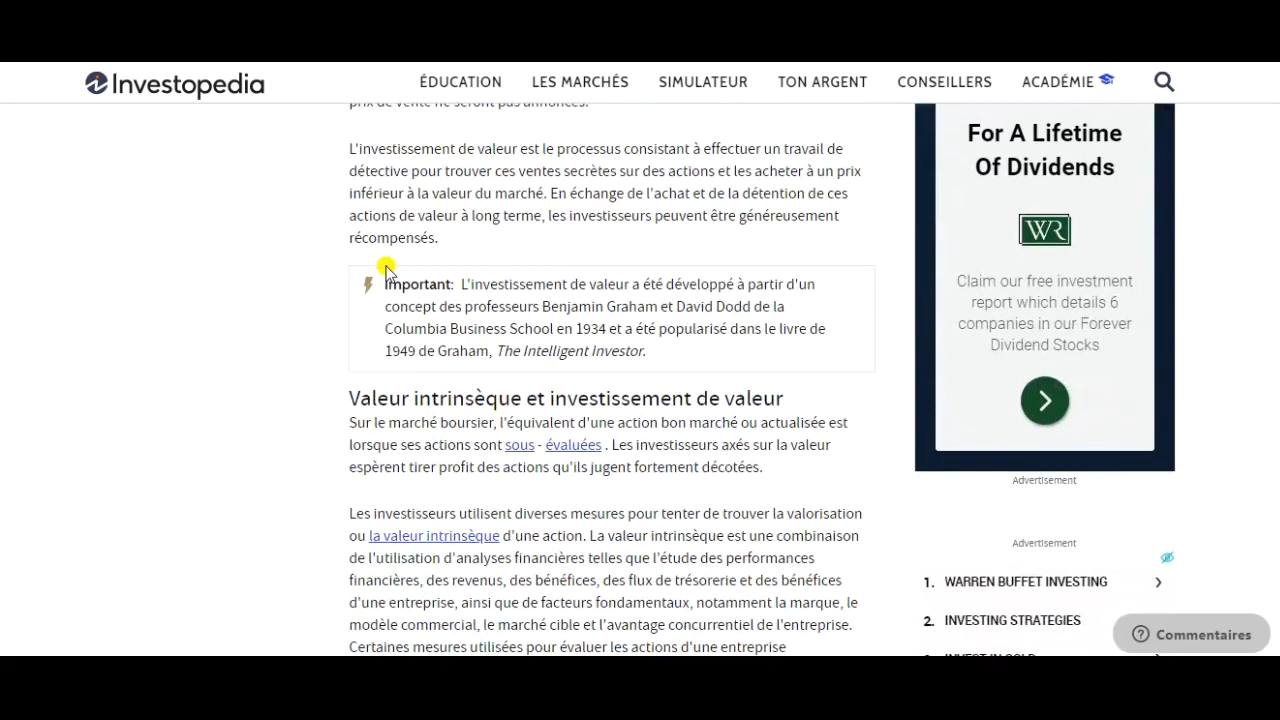 Investopedia
ÉDUCATION LES MARCHÉS SIMULATEUR TON ARGENT CONSEILLERS ACADÉMIE
prix de vente ne seront pas annoncés.
L'investissement de valeur est le processus consistant à effectuer un travail de
détective pour trouver ces ventes secrètes sur des actions et les acheter à un prix
inférieur à la valeur du marché. En échange de l'achat et de la détention de ces
actions de valeur à long terme, les investisseurs peuvent être généreusement
récompensés.
Important: L'investissement de valeur a été développé à partir d'un
concept des professeurs Benjamin Graham et David Dodd de la
Columbia Business School en 1934 et a été popularisé dans le livre de
1949 de Graham, The Intelligent Investor.
Valeur intrinsèque et investissement de valeur
Sur le marché boursier, l'équivalent d'une action bon marché ou actualisée est
lorsque ses actions sont sous - évaluées . Les investisseurs axés sur la valeur
espèrent tirer profit des actions qu'ils jugent fortement décotées.
Les investisseurs utilisent diverses mesures pour tenter de trouver la valorisation
ou la valeur intrinsèque d'une action. La valeur intrinsèque est une combinaison
de l'utilisation d'analyses financières telles que l'étude des performances
financières, des revenus, des bénéfices, des flux de trésorerie et des bénéfices
d'une entreprise, ainsi que de facteurs fondamentaux, notamment la marque, le
modèle commercial, le marché cible et l'avantage concurrentiel de l'entreprise.
Certaines mesures utilisées pour évaluer les actions d'une entreprise
For A Lifetime
Of Dividends
WR
Claim our free investment
report which details 6
companies in our Forever
Dividend Stocks
Advertisement
Advertisement
1. WARREN BUFFET INVESTING
2. INVESTING STRATEGIES
Commentaires